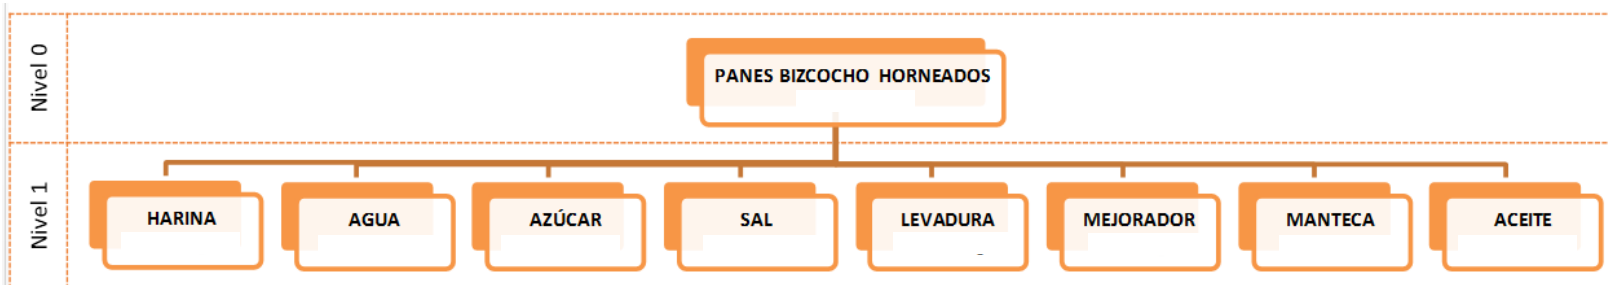 Nivel 0
PANES BIZCOCHO HORNEADOS
Nivel 1
HARINA
AGUA
AZÚCAR
SAL
LEVADURA
MEJORADOR
MANTECA
ACEITE